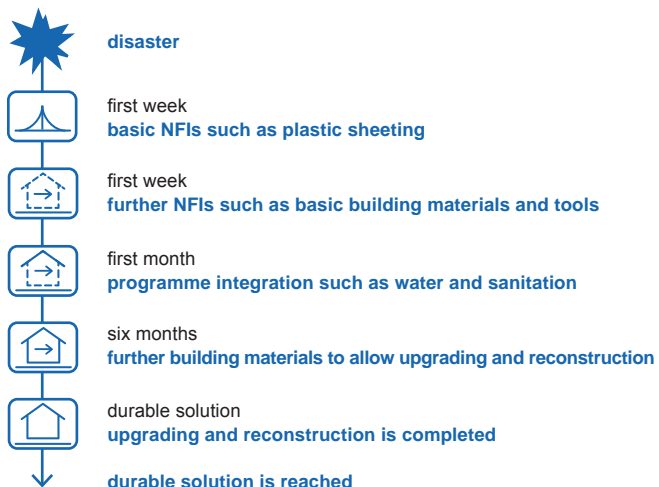 disaster
first week
basic NFIs such as plastic sheeting
first week
further NFIs such as basic building materials and tools
first month
programme integration such as water and sanitation
six months
further building materials to allow upgrading and reconstruction
durable solution
upgrading and reconstruction is completed
durable solution is reached